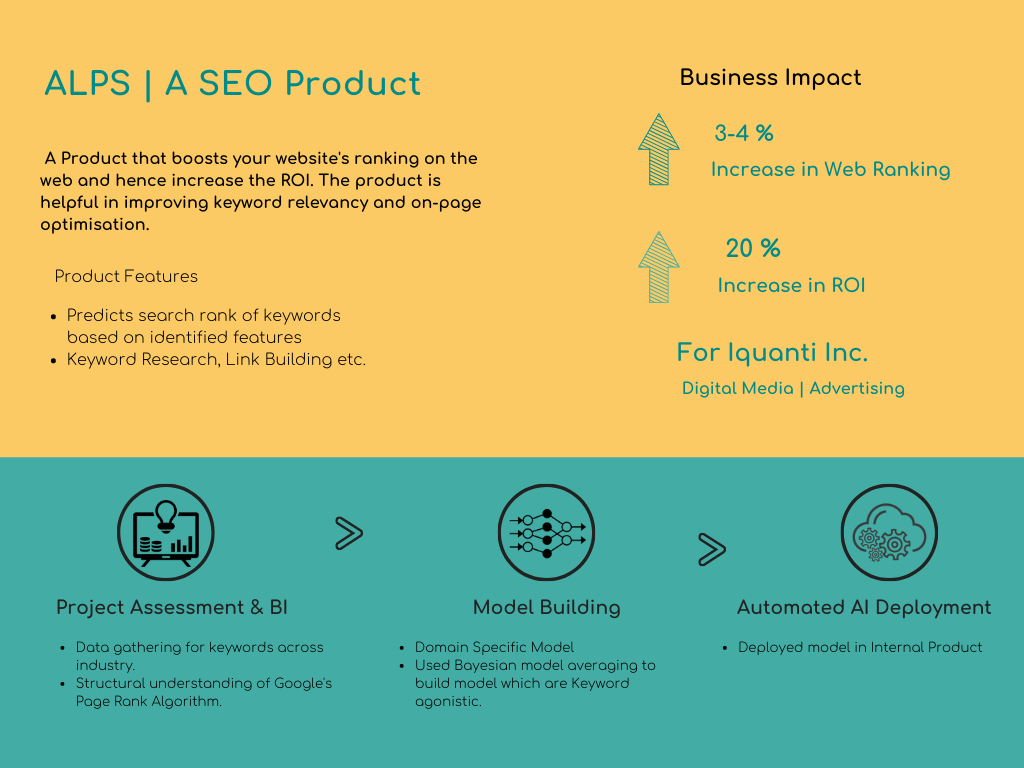 ALPS | A SEO Product
A Product that boosts your website's ranking on the
web and hence increase the ROI. The product is
helpful in improving keyword relevancy and on-page
optimisation.
Product Features
• Predicts search rank of keywords
based on identified features
• Keyword Research, Link Building etc.
Business Impact
3-4 %
Increase in Web Ranking
20 %
Increase in ROI
For Iquanti Inc.
Digital Media | Advertising
Project Assessment & BI
• Data gathering for keywords across
industry.
• Structural understanding of Google's
Page Rank Algorithm.
Model Building
• Domain Specific Model
• Used Bayesian model averaging to
build model which are Keyword
agonistic.
Automated AI Deployment
• Deployed model in Internal Product